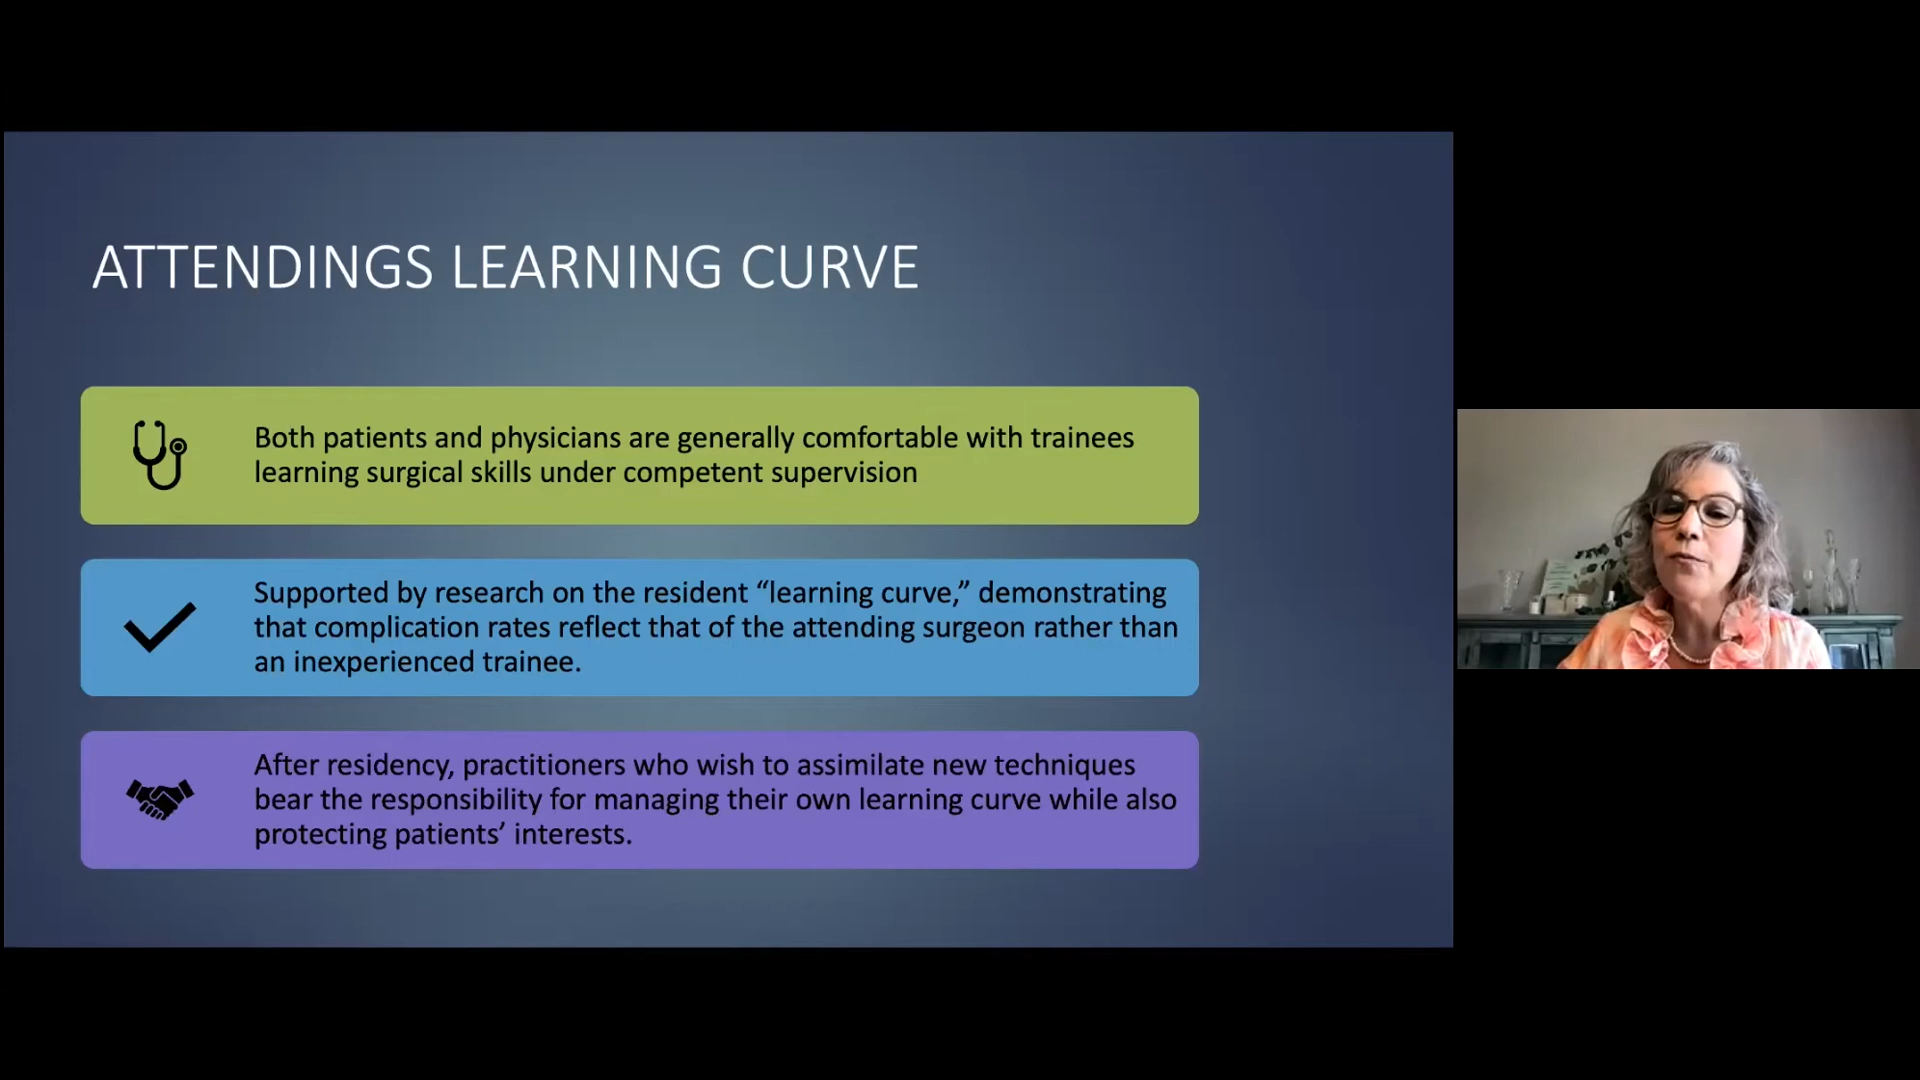 ATTENDINGS LEARNING CURVE
Both patients and physicians are generally comfortable with trainees
learning surgical skills under competent supervision
Supported by research on the resident “learning curve,” demonstrating
that complication rates reflect that of the attending surgeon rather than
an inexperienced trainee.
After residency, practitioners who wish to assimilate new techniques
bear the responsibility for managing their own learning curve while also
protecting patients’ interests.